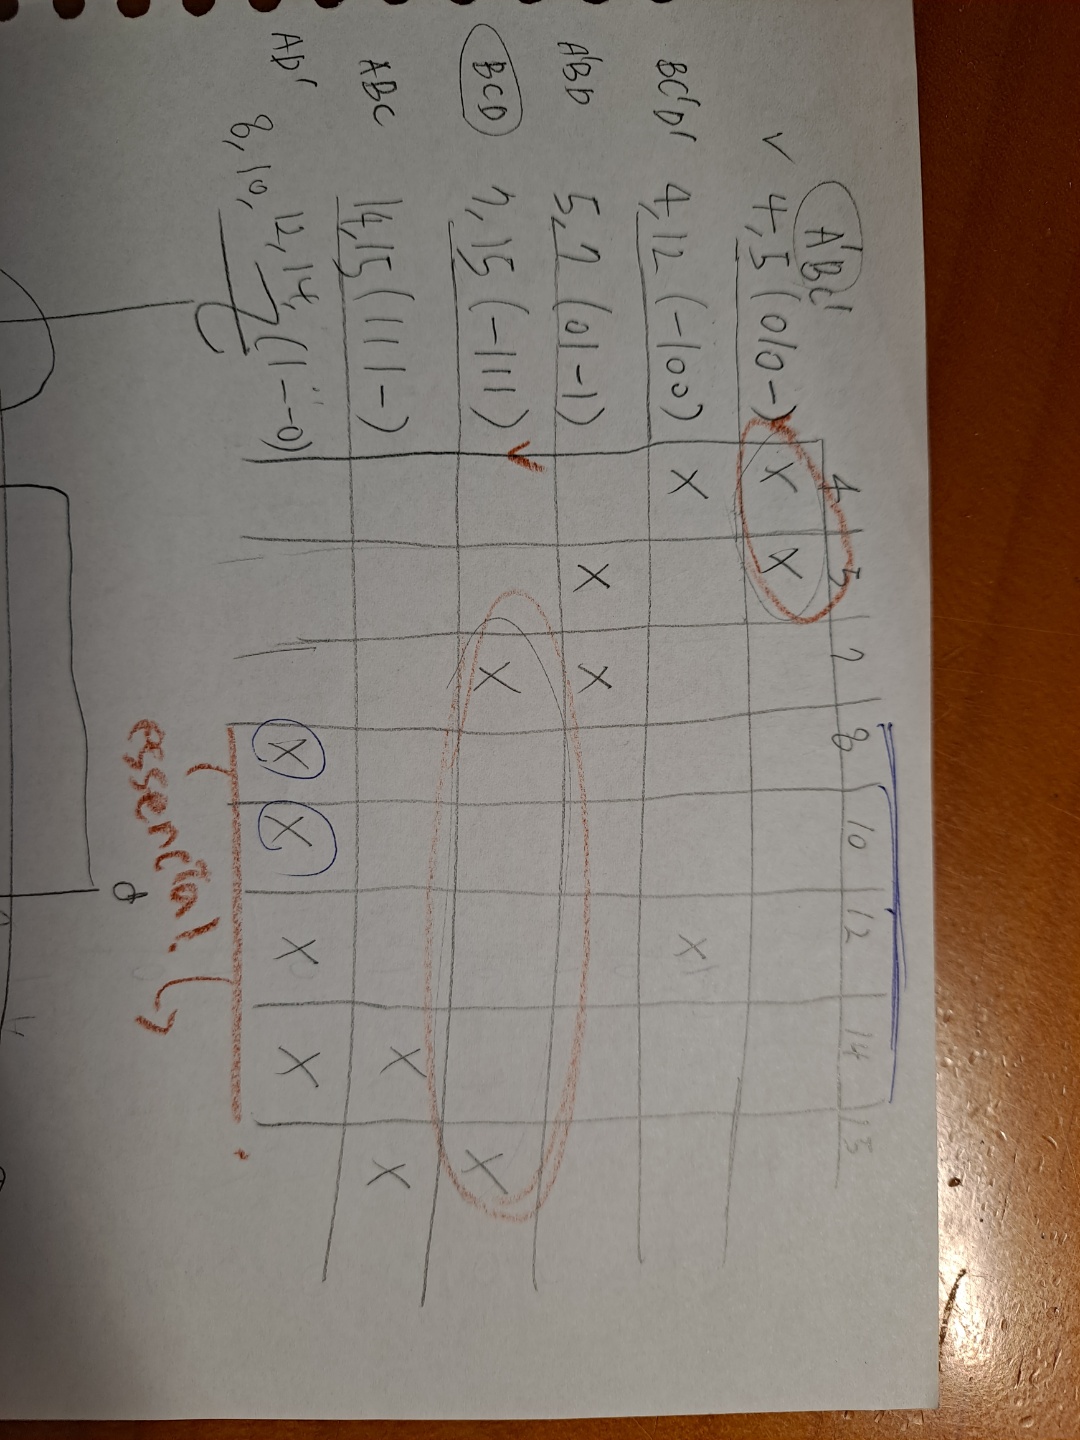 4 5 7 8 10 12 14 15
A'BC'
✓ 4,5 (010-) X X
BC'D' 4,12 (-100) X X
A'BD 5,7 (01-1) X X
BCD 7,15 (-111) ✓ X X
ABC 14,15 (111-) X X
AD' 8,10,
12,14, (1--0) X X X X
essential.